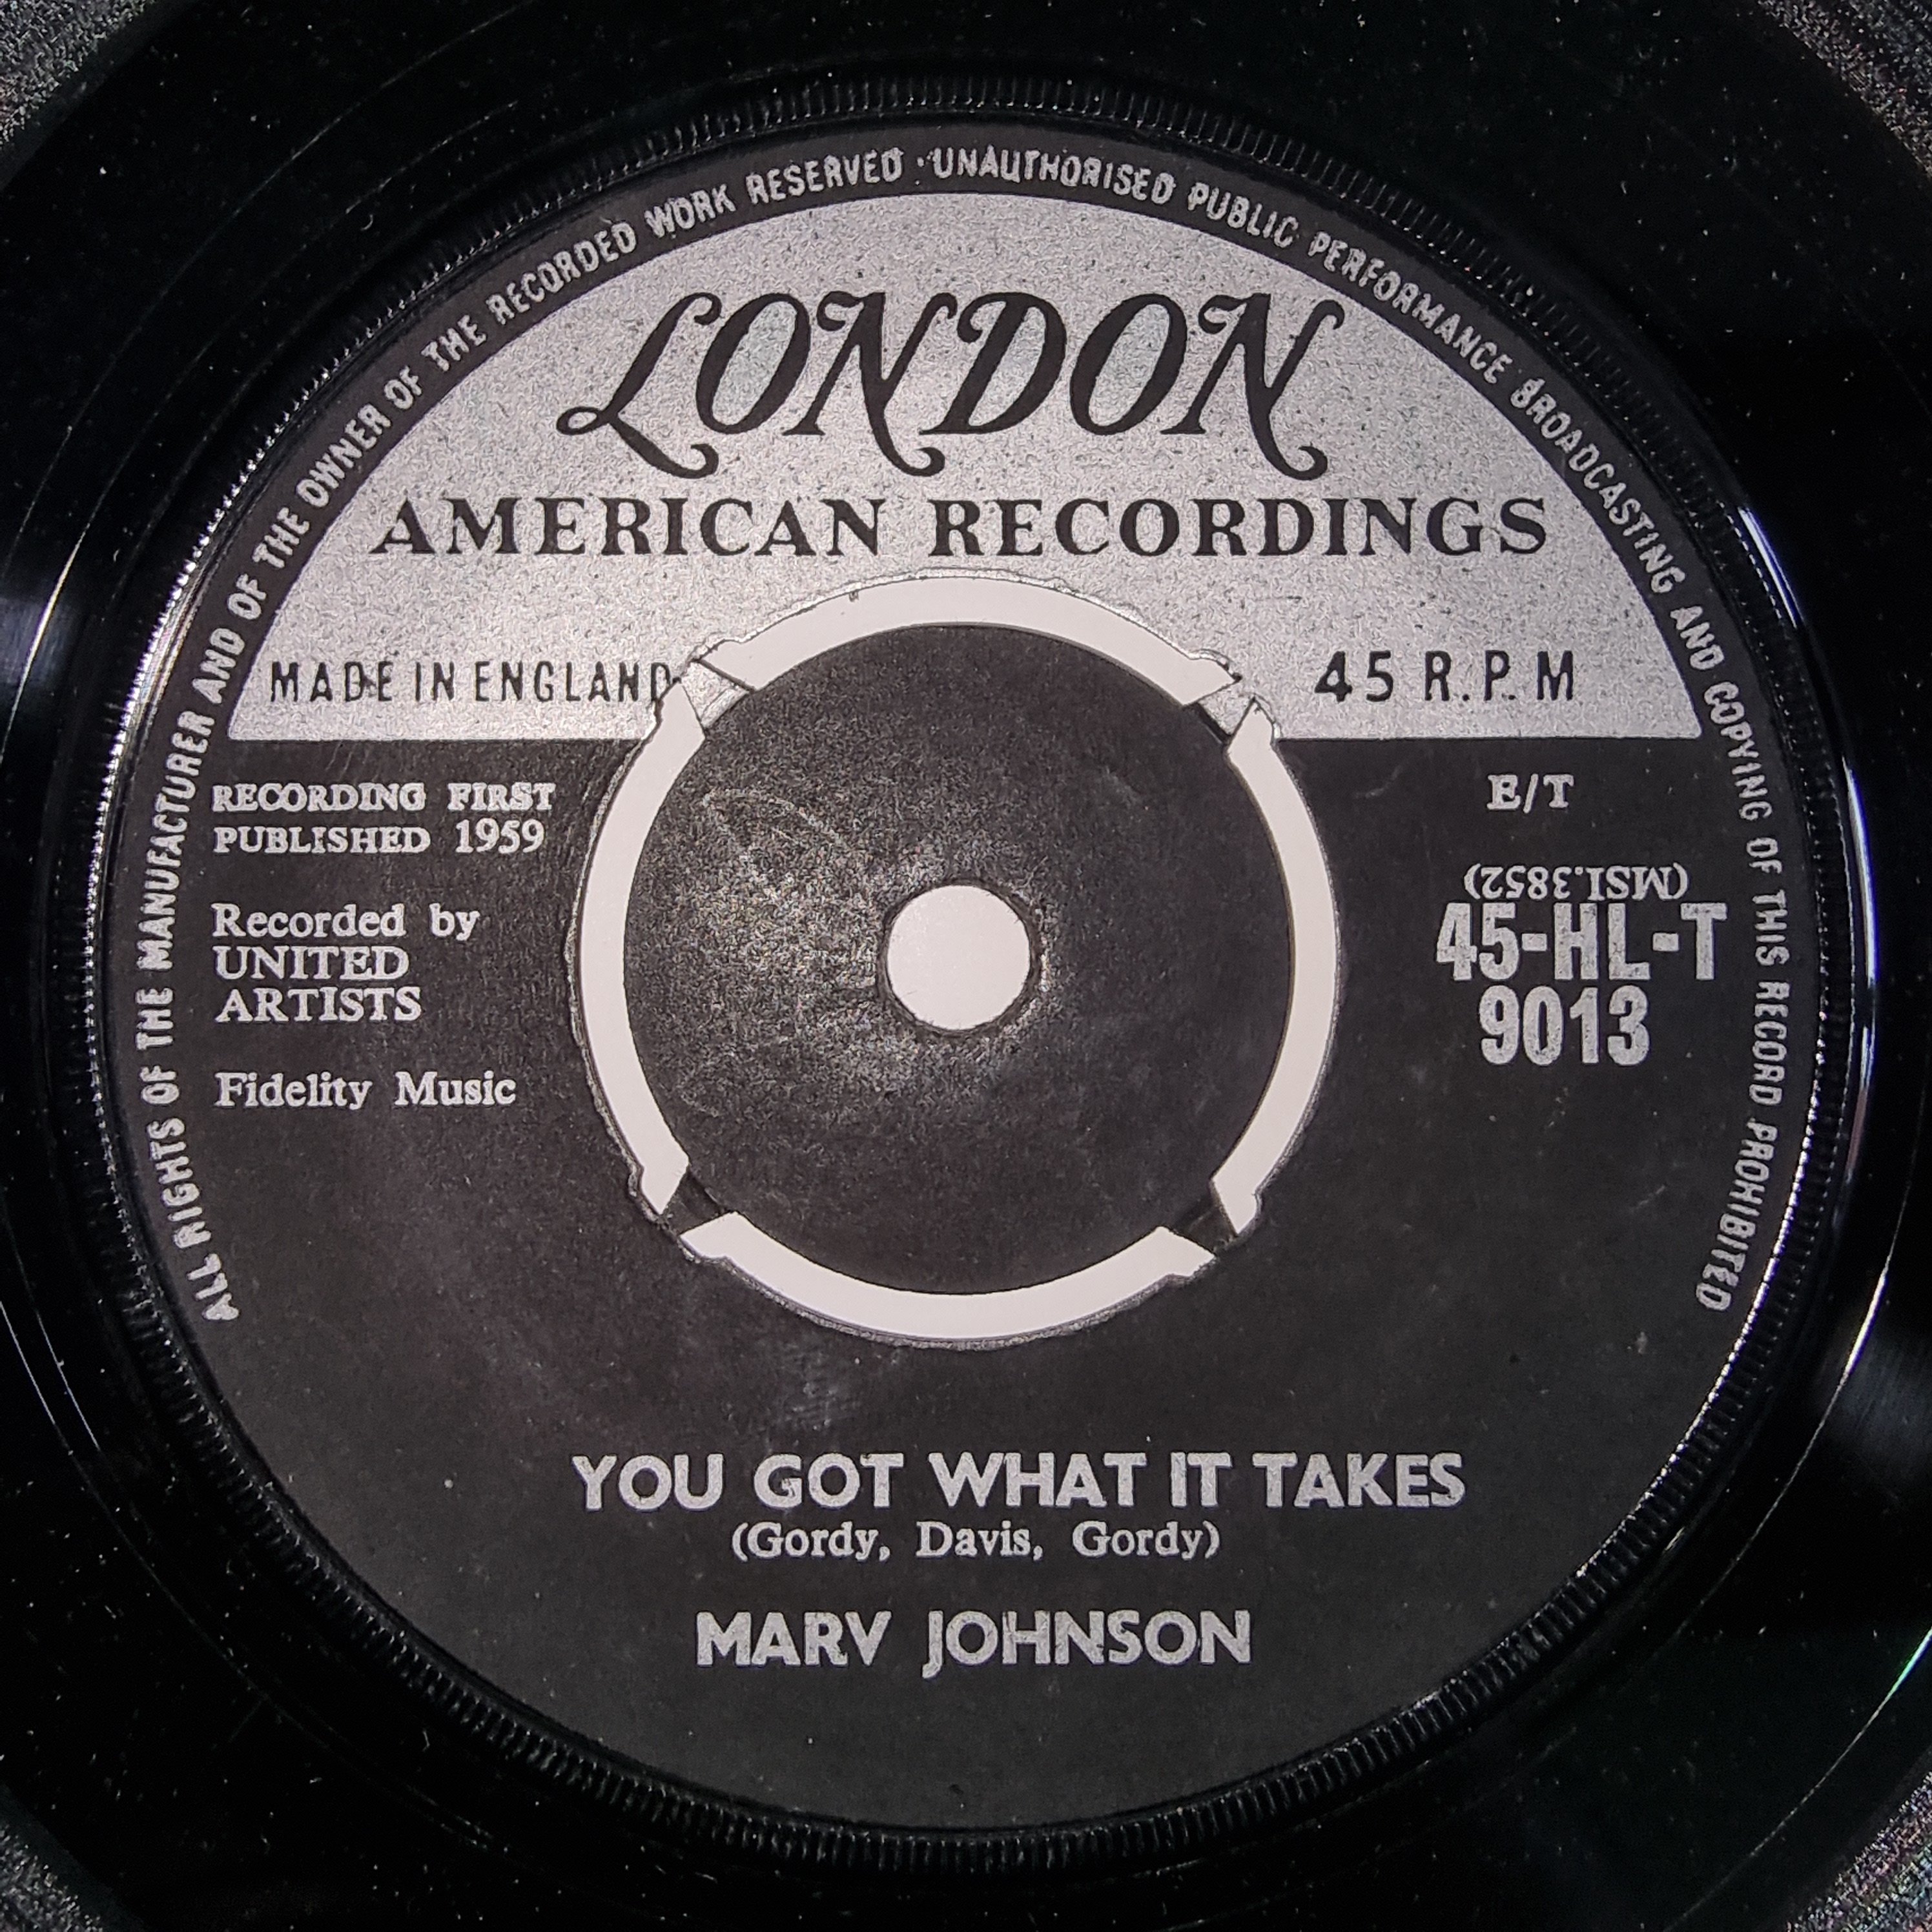 ALL RIGHTS OF THE MANUFACTURER AND OF THE OWNER OF THE RECORDED WORK RESERVED · UNAUTHORISED PUBLIC PERFORMANCE BROADCASTING AND COPYING OF THIS RECORD PROHIBITED
LONDON
AMERICAN RECORDINGS
MADE IN ENGLAND
45 R.P.M
RECORDING FIRST
PUBLISHED 1959
Recorded by
UNITED
ARTISTS
Fidelity Music
E/T
(MSI.3852)
45-HL-T
9013
YOU GOT WHAT IT TAKES
(Gordy, Davis, Gordy)
MARV JOHNSON